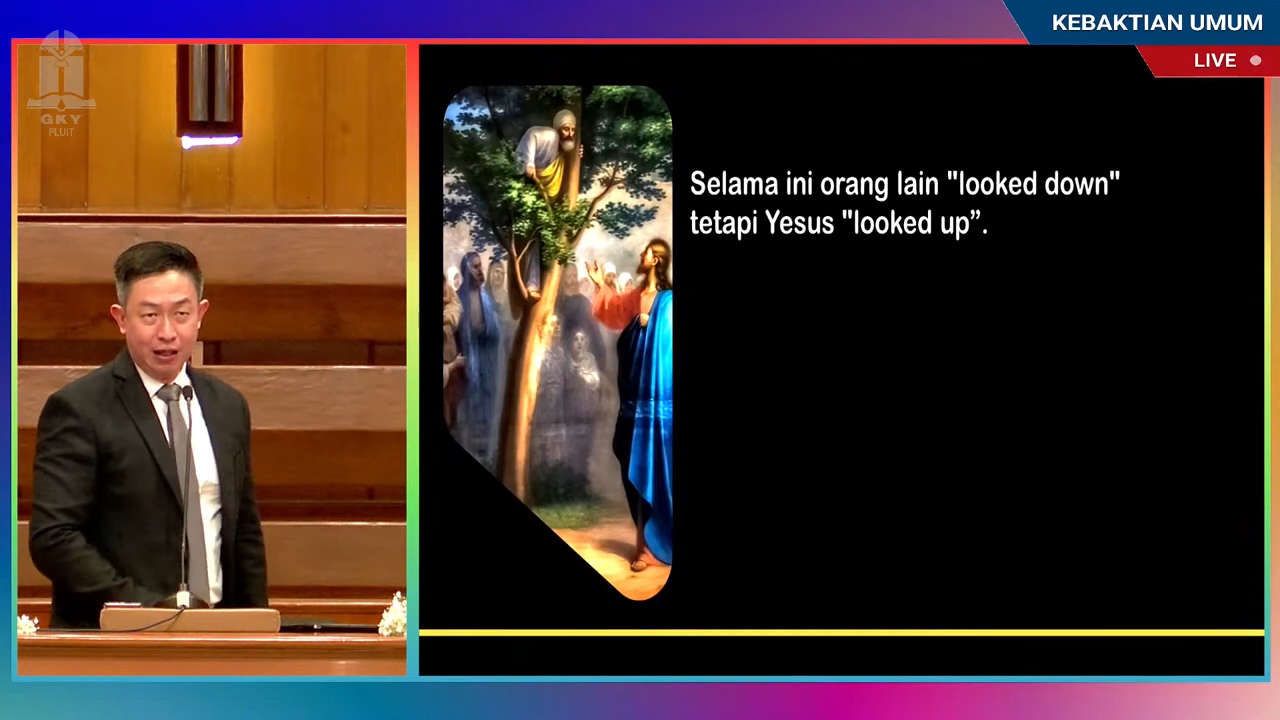 KEBAKTIAN UMUM
LIVE
GKY
PLUIT
Selama ini orang lain "looked down"
tetapi Yesus "looked up”.